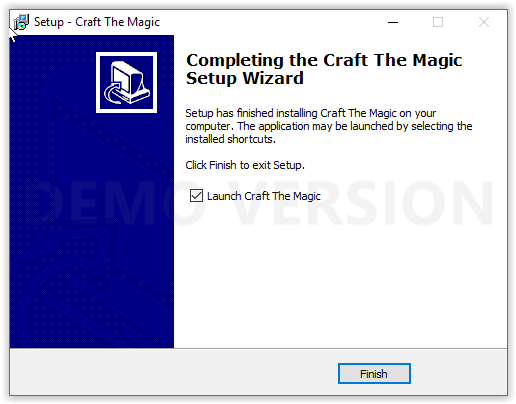 Setup - Craft The Magic
Completing the Craft The Magic
Setup Wizard
Setup has finished installing Craft The Magic on your
computer. The application may be launched by selecting the
installed shortcuts.
Click Finish to exit Setup.
Launch Craft The Magic
DEMO VERSION
Finish